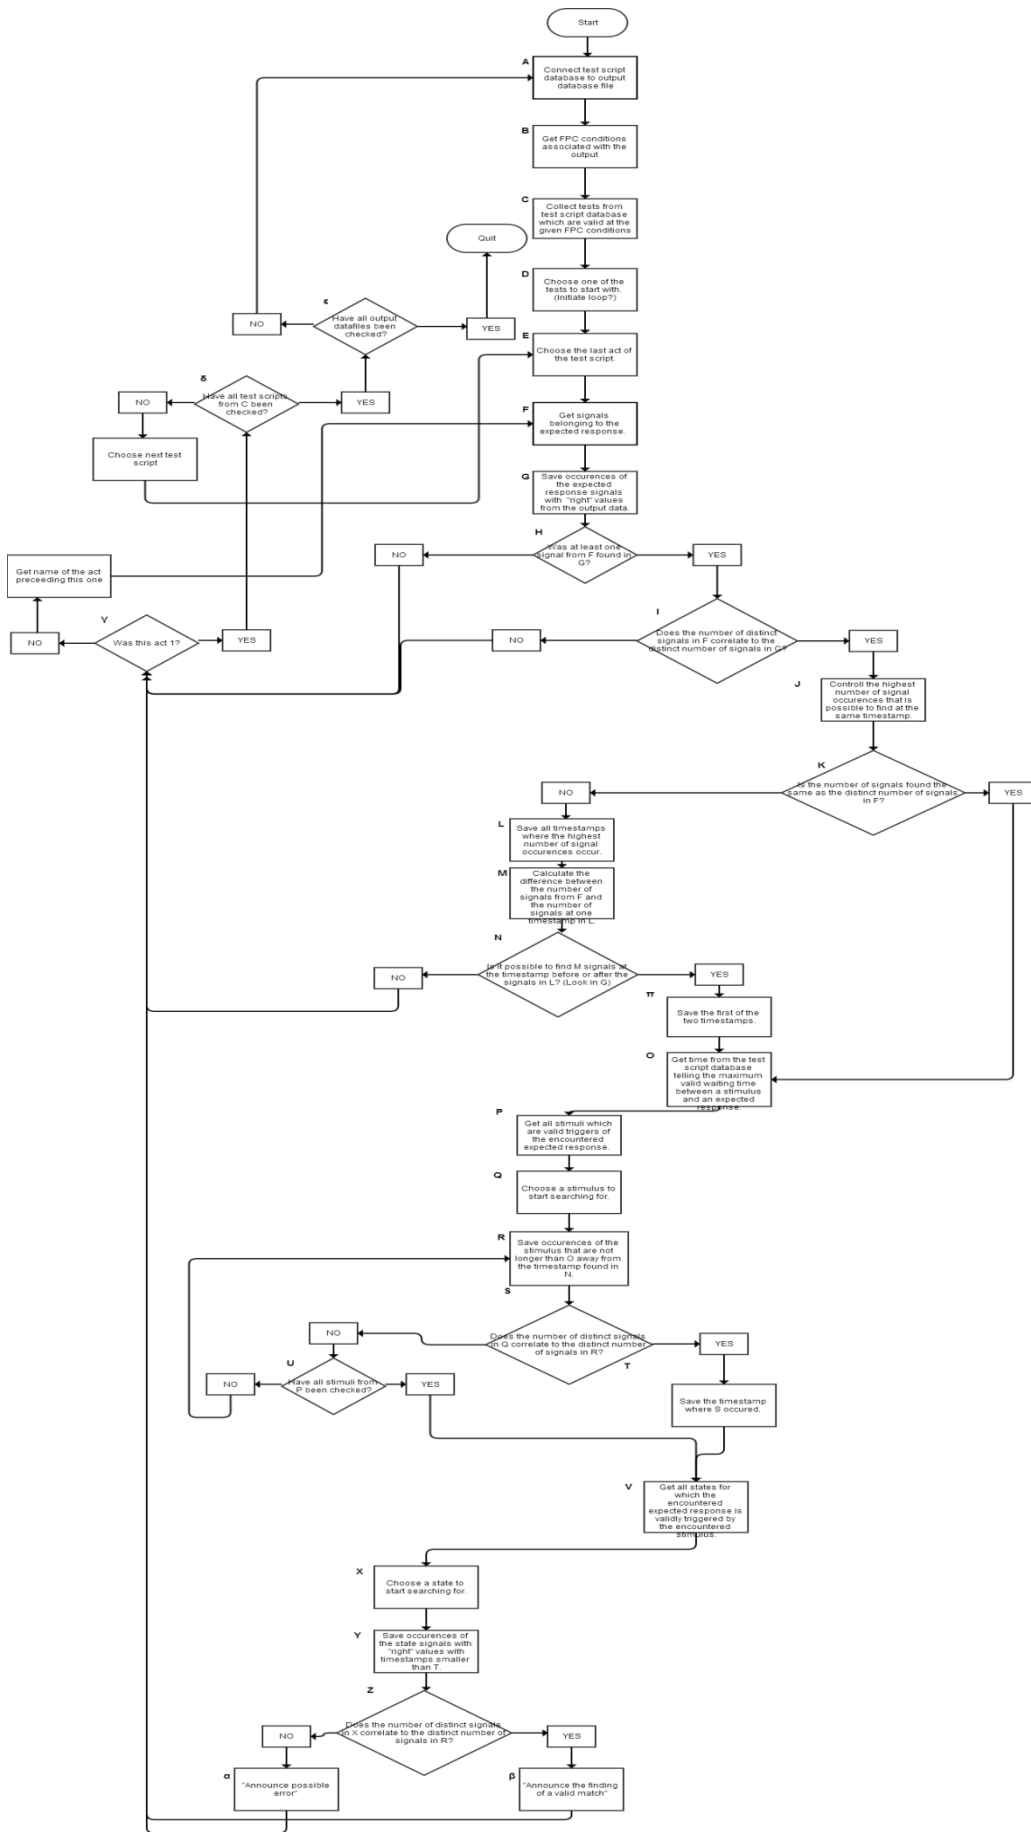 Start
A
Connect test script
database to output
database file
B
Get FPC conditions
associated with the
output
C
Collect tests from
test script database
which are valid at the
given FPC conditions
Quit
D
Choose one of the
tests to start with.
(Initiate loop?)
ε
Have all output
datafiles been
checked?
NO
YES
E
Choose the last act of
the test script.
δ
Have all test scripts
from C been
checked?
NO
YES
F
Get signals
belonging to the
expected response.
Choose next test
script
G
Save occurences of
the expected
response signals
with "right" values
from the output data.
H
Was at least one
signal from F found in
G?
NO
YES
Get name of the act
preceeding this one
Y
Was this act 1?
NO
YES
I
Does the number of distinct
signals in F correlate to the
distinct number of signals in G?
NO
YES
J
Controll the highest
number of signal
occurences that is
possible to find at the
same timestamp.
K
Is the number of signals found the
same as the distinct number of signals
in F?
NO
YES
L
Save all timestamps
where the highest
number of signal
occurences occur.
M
Calculate the
difference between
the number of
signals from F and
the number of
signals at one
timestamp in L.
N
Is it possible to find M signals at
the timestamp before or after the
signals in L? (Look in G)
NO
YES
π
Save the first of the
two timestamps.
O
Get time from the test
script database
telling the maximum
valid waiting time
between a stimulus
and an expected
response.
P
Get all stimuli which
are valid triggers of
the encountered
expected response.
Q
Choose a stimulus to
start searching for.
R
Save occurences of the
stimulus that are not
longer than O away from
the timestamp found in
N.
S
Does the number of distinct signals
in Q correlate to the distinct number
of signals in R?
NO
YES
T
U
Have all stimuli from
P been checked?
NO
YES
Save the timestamp
where S occured.
V
Get all states for
which the
encountered
expected response is
validly triggered by
the encountered
stimulus.
X
Choose a state to
start searching for.
Y
Save occurences of
the state signals with
"right" values with
timestamps smaller
than T.
Z
Does the number of distinct signals
in X correlate to the distinct number of
signals in R?
NO
YES
α
"Announce possible
error"
β
"Announce the finding
of a valid match"